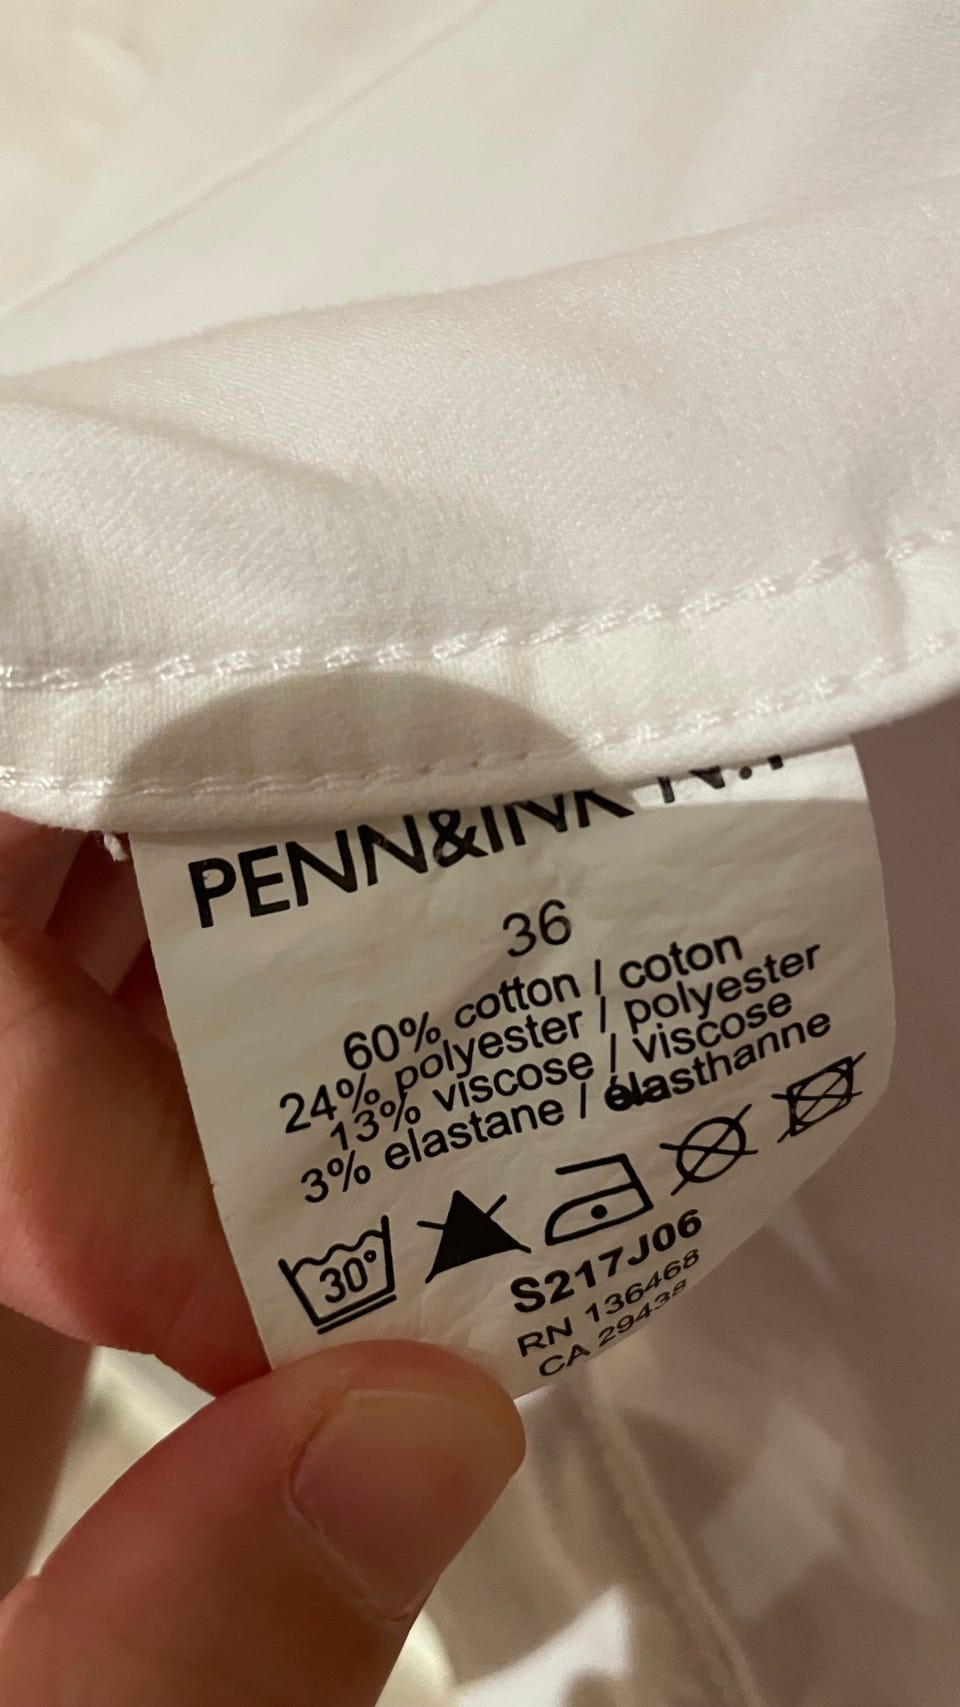 PENN&INK N.Y
36
60% cotton / coton
24% polyester / polyester
13% viscose / viscose
3% elastane / élasthanne
30°
S217J06
RN 136468
CA 29438